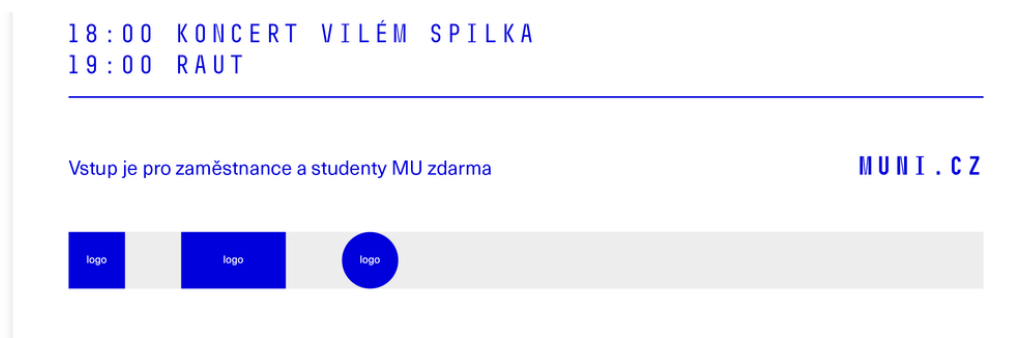 18:00 KONCERT VILÉM SPILKA
19:00 RAUT
Vstup je pro zaměstnance a studenty MU zdarma
MUNI.CZ
logo
logo
logo